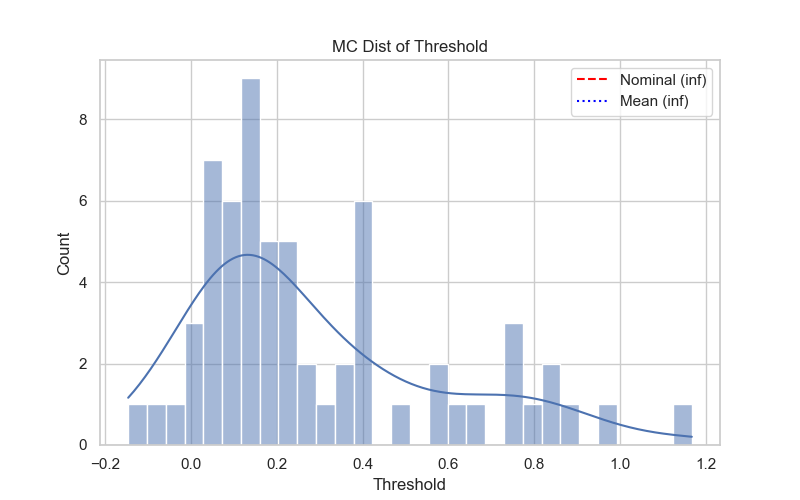 MC Dist of Threshold
Nominal (inf)
Mean (inf)
Count
8
6
4
2
0
−0.2 0.0 0.2 0.4 0.6 0.8 1.0 1.2
Threshold